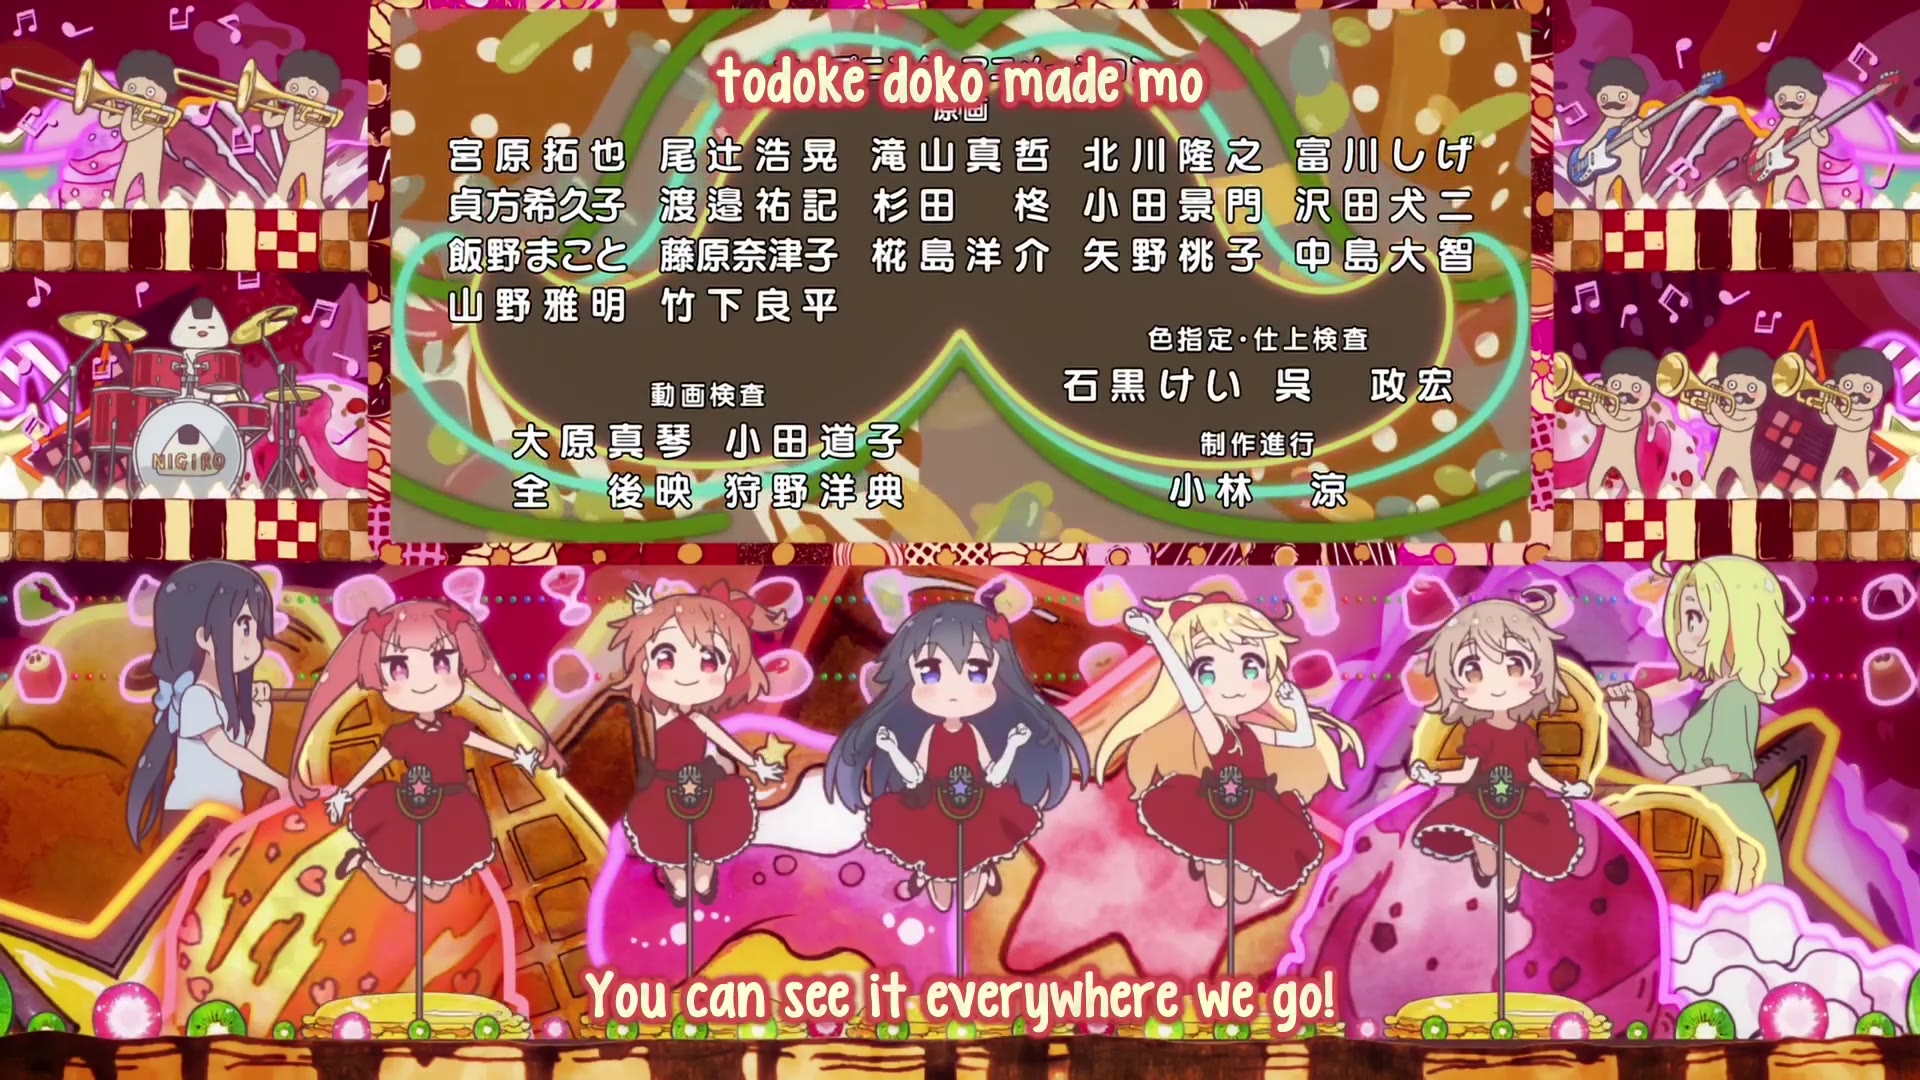 todoke doko made mo
原画
宮原拓也 尾辻浩晃 滝山真哲 北川隆之 富川しげ
貞方希久子 渡邉祐記 杉田 柊 小田景門 沢田犬二
飯野まこと 藤原奈津子 椛島洋介 矢野桃子 中島大智
山野雅明 竹下良平
色指定・仕上検査
石黒けい 呉 政宏
動画検査
大原真琴 小田道子
全 後映 狩野洋典
制作進行
小林 涼
NIGIRO
You can see it everywhere we go!